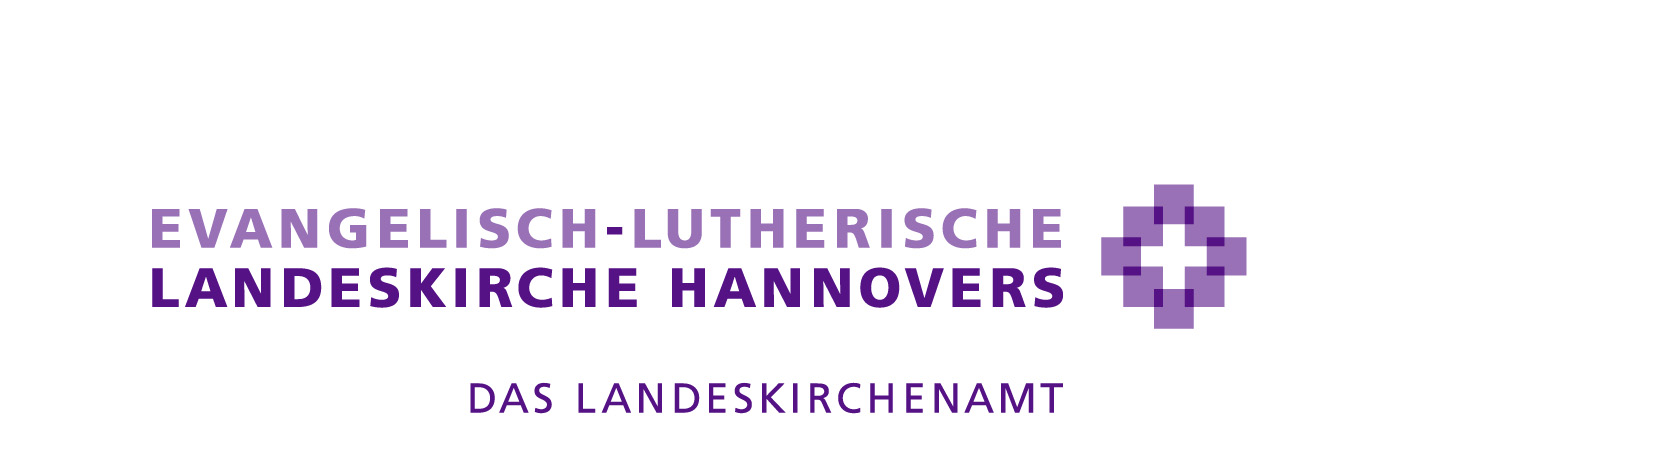 EVANGELISCH-LUTHERISCHE
LANDESKIRCHE HANNOVERS
DAS LANDESKIRCHENAMT